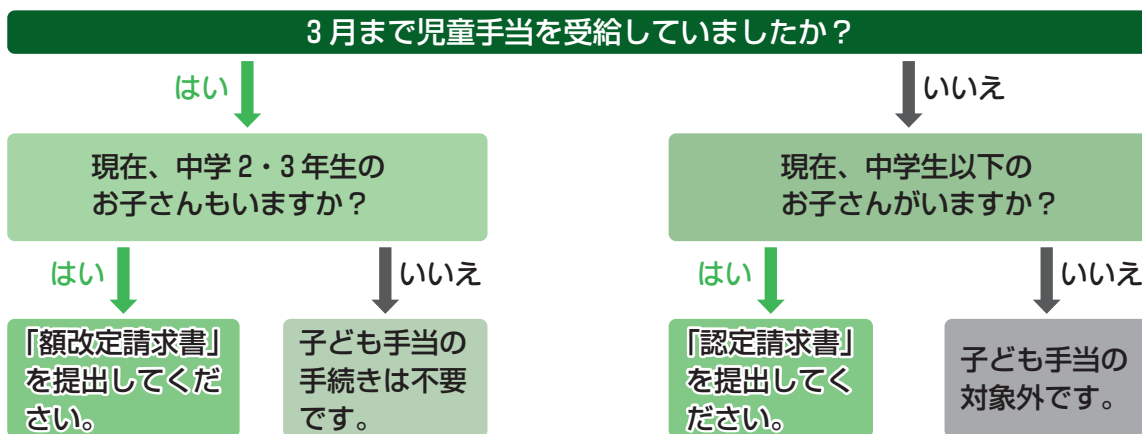 3月まで児童手当を受給していましたか？
はい
いいえ
現在、中学2・3年生の
お子さんもいますか？
現在、中学生以下の
お子さんがいますか？
はい
いいえ
はい
いいえ
「額改定請求書」
を提出してくだ
さい。
子ども手当の
手続きは不要
です。
「認定請求書」
を提出してく
ださい。
子ども手当の
対象外です。